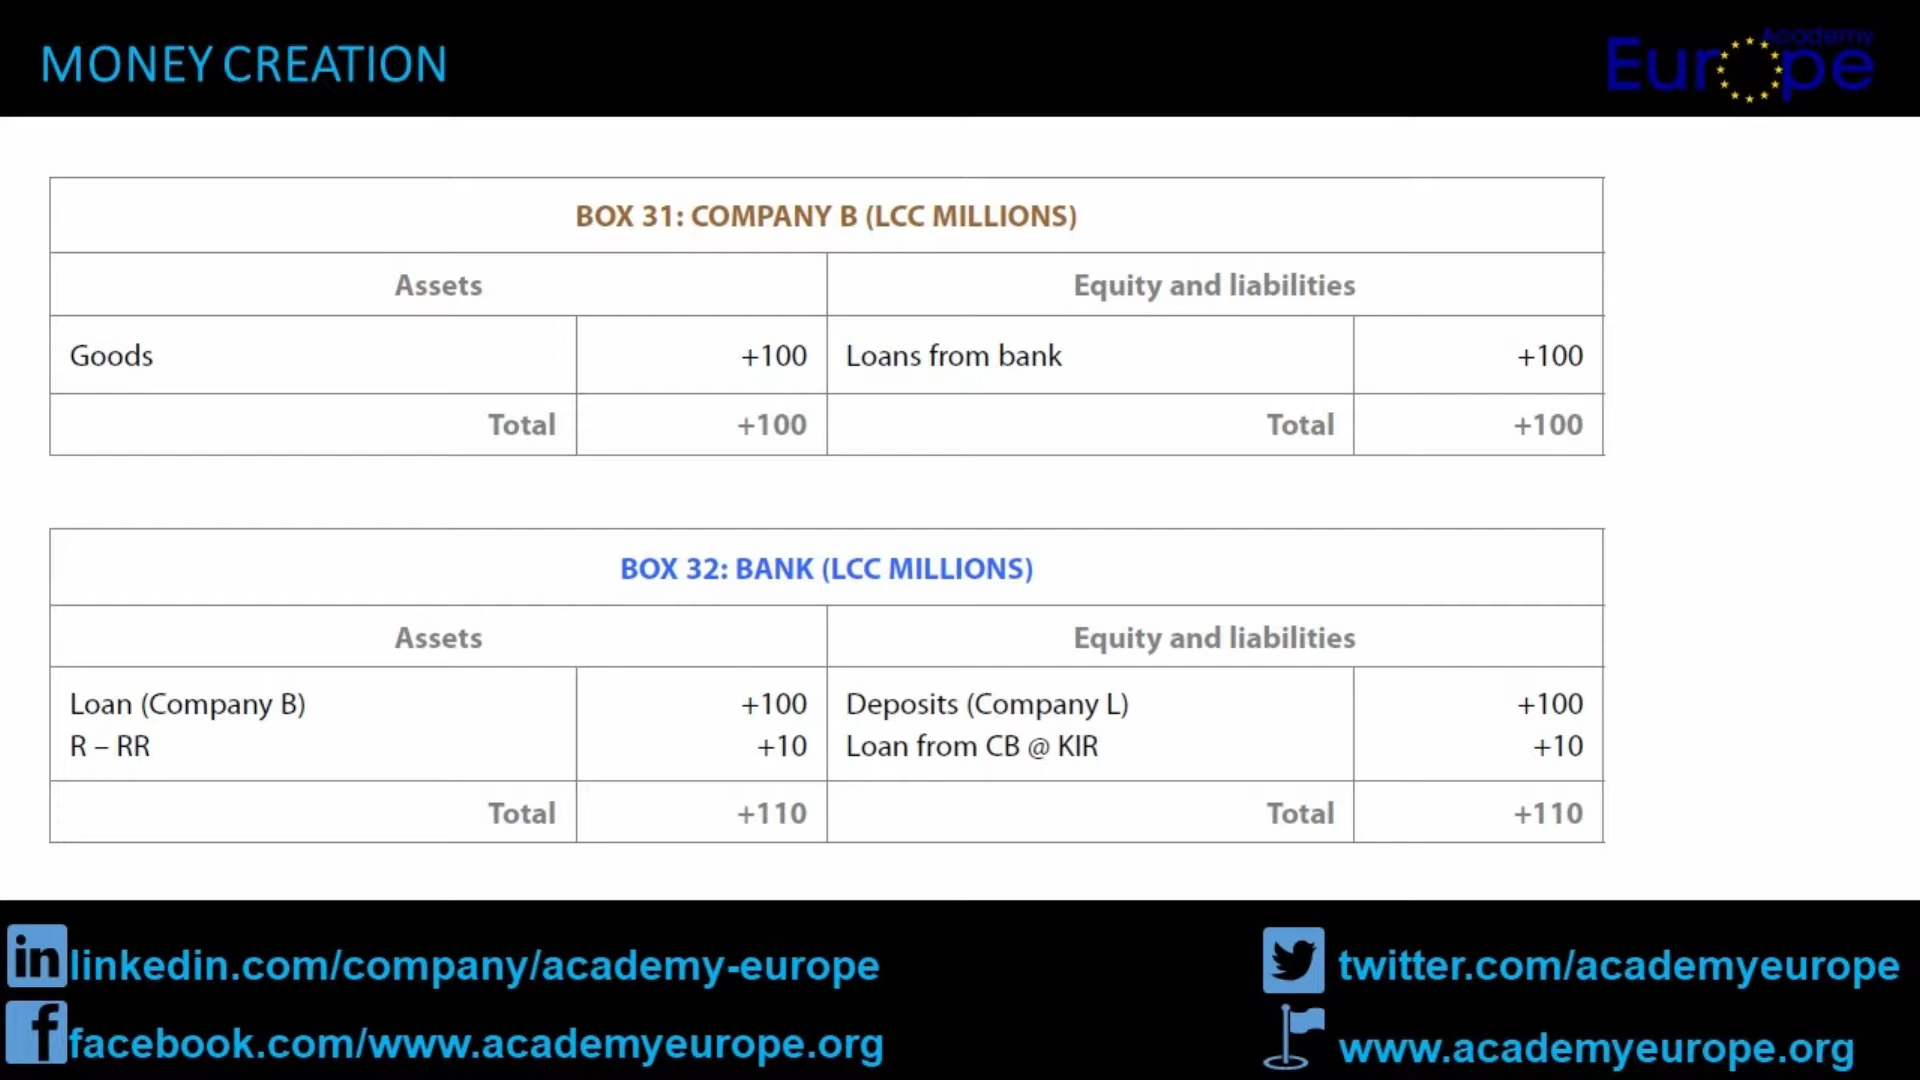 MONEY CREATION
Academy
Europe
BOX 31: COMPANY B (LCC MILLIONS)
Assets Equity and liabilities
Goods +100 Loans from bank +100
Total +100 Total +100
BOX 32: BANK (LCC MILLIONS)
Assets Equity and liabilities
Loan (Company B) +100 Deposits (Company L) +100
R – RR +10 Loan from CB @ KIR +10
Total +110 Total +110
in linkedin.com/company/academy-europe twitter.com/academyeurope
f facebook.com/www.academyeurope.org www.academyeurope.org